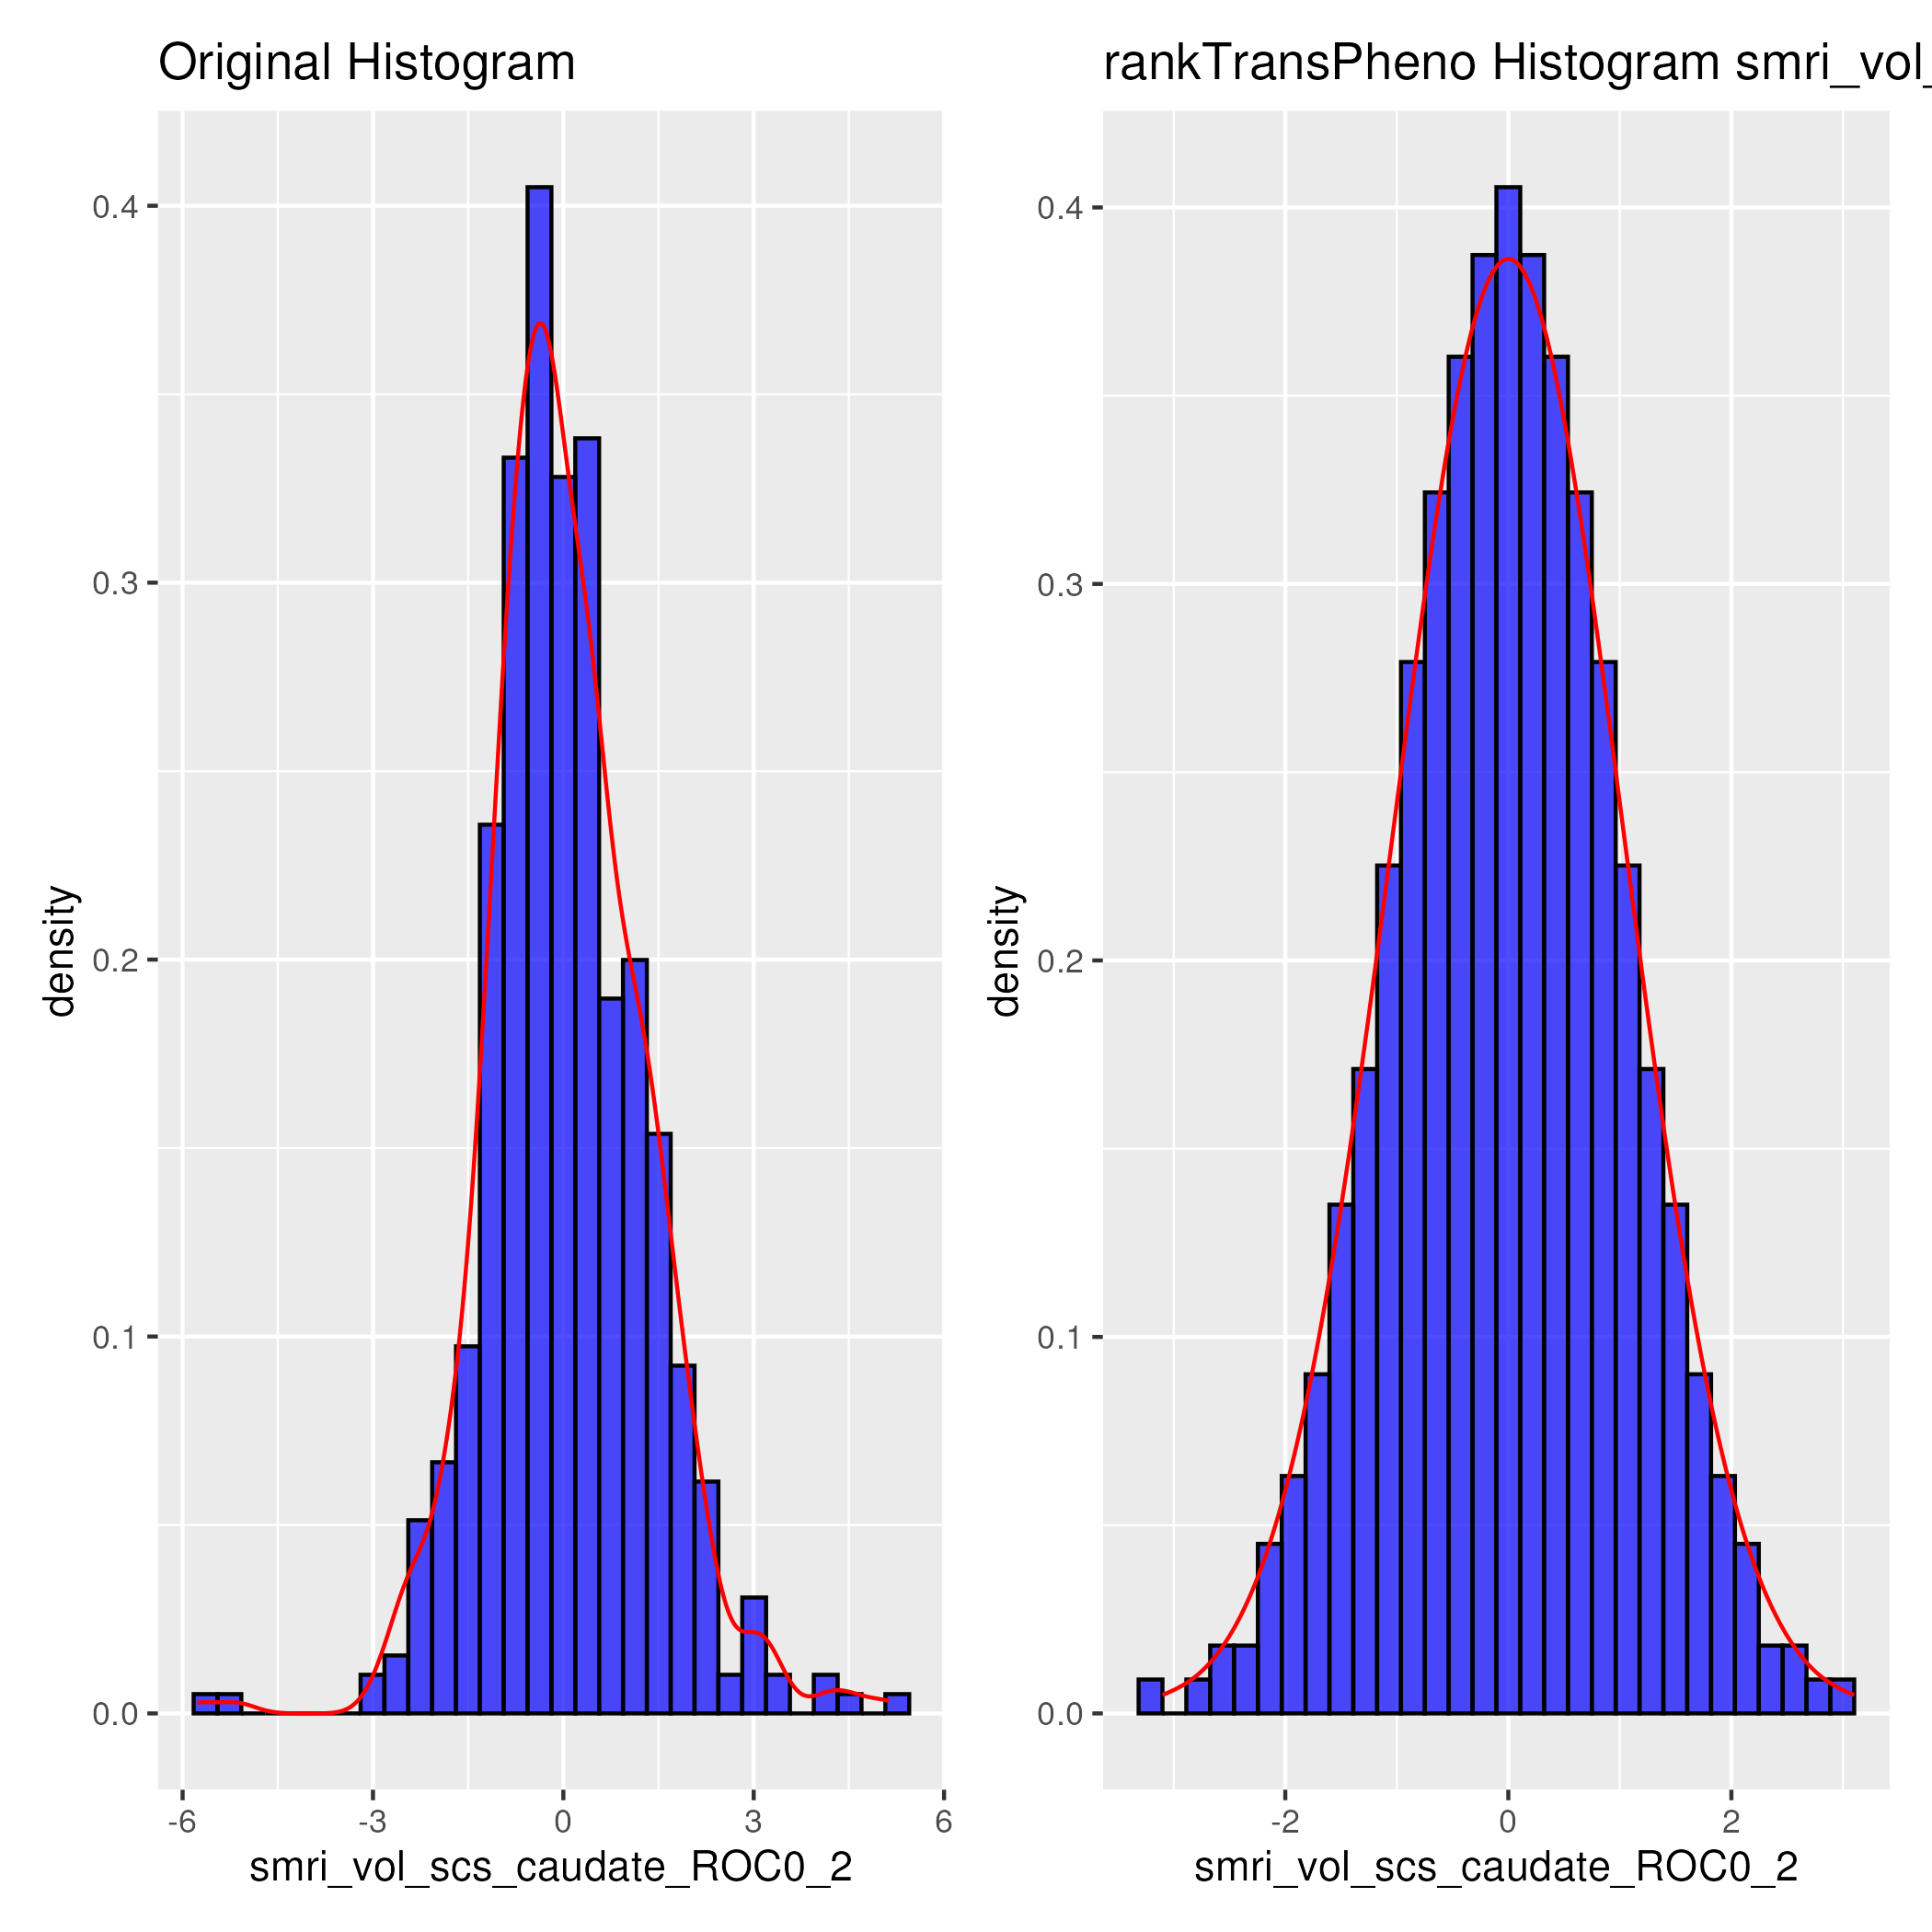 Original Histogram
0.4
0.3
0.2
0.1
0.0
density
-6 -3 0 3 6
smri_vol_scs_caudate_ROC0_2
rankTransPheno Histogram smri_vol_
0.4
0.3
0.2
0.1
0.0
density
-2 0 2
smri_vol_scs_caudate_ROC0_2